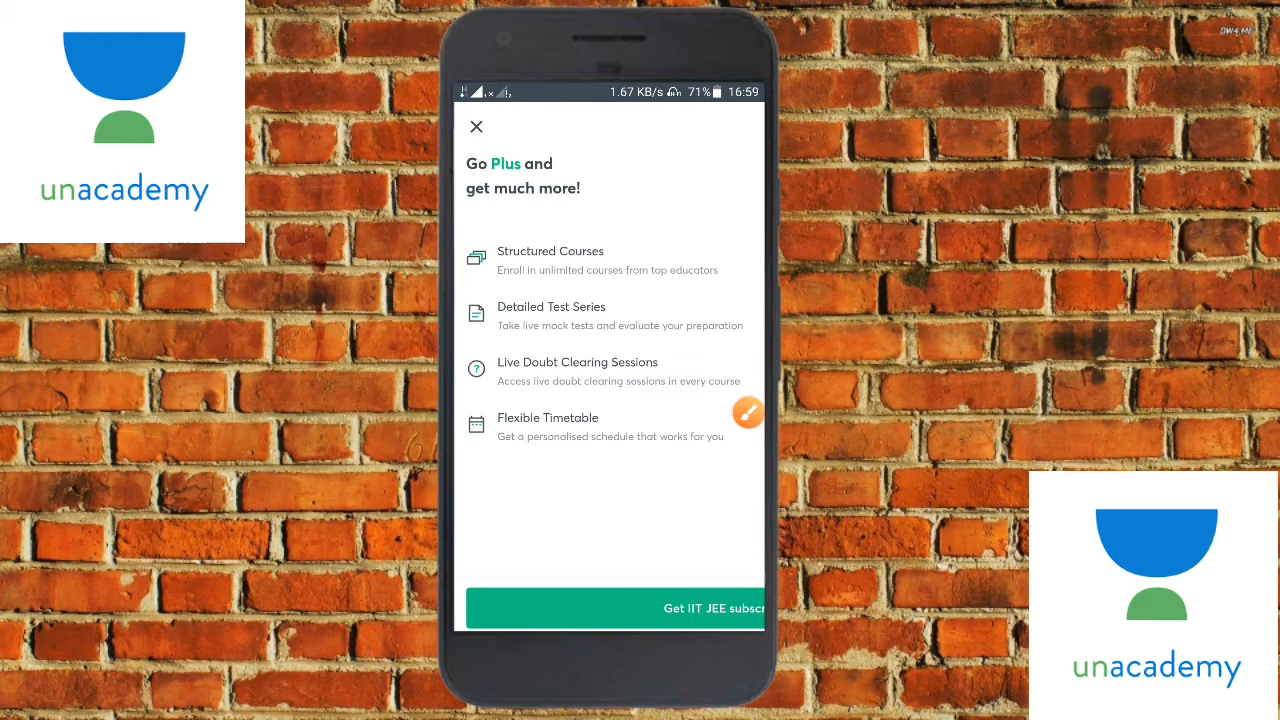 unacademy
1.67 KB/s 71% 16:59
Go Plus and
get much more!
Structured Courses
Enroll in unlimited courses from top educators
Detailed Test Series
Take live mock tests and evaluate your preparation
Live Doubt Clearing Sessions
Access live doubt clearing sessions in every course
Flexible Timetable
Get a personalised schedule that works for you
Get IIT JEE subscr
unacademy